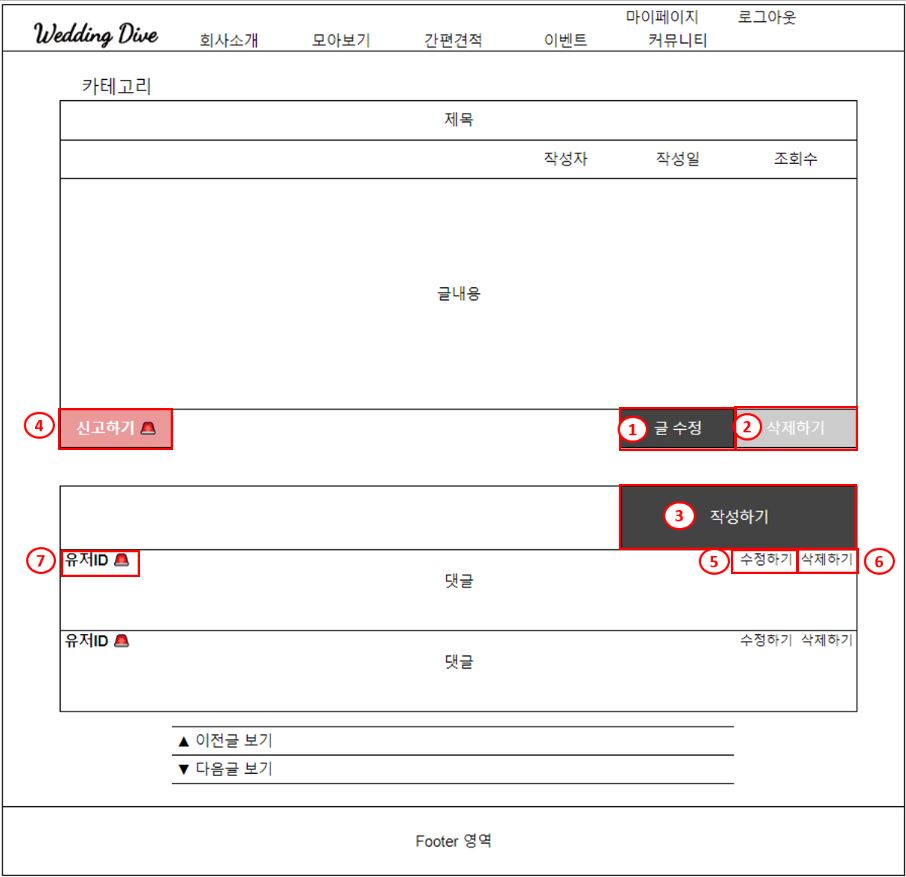 마이페이지 로그아웃
Wedding Dive 회사소개 모아보기 간편견적 이벤트 커뮤니티
카테고리
제목
작성자 작성일 조회수
글내용
4 신고하기 1 글 수정 2 삭제하기
3 작성하기
7 유저ID 5 수정하기 삭제하기 6
댓글
유저ID 수정하기 삭제하기
댓글
▲ 이전글 보기
▼ 다음글 보기
Footer 영역